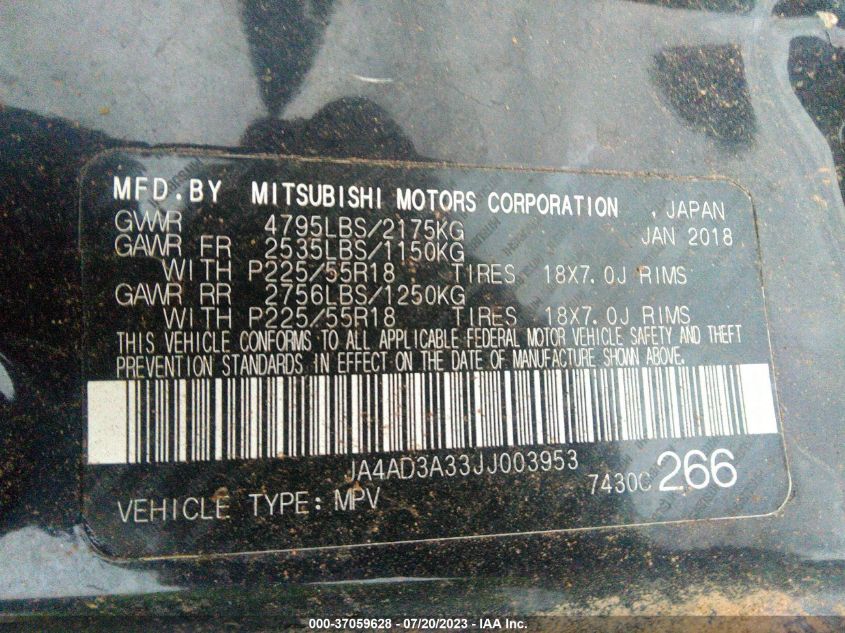 MFD.BY MITSUBISHI MOTORS CORPORATION , JAPAN
GVWR 4795LBS/2175KG JAN 2018
GAWR FR 2535LBS/1150KG
WITH P225/55R18 TIRES 18X7.0J RIMS
GAWR RR 2756LBS/1250KG
WITH P225/55R18 TIRES 18X7.0J RIMS
THIS VEHICLE CONFORMS TO ALL APPLICABLE FEDERAL MOTOR VEHICLE SAFETY AND THEFT
PREVENTION STANDARDS IN EFFECT ON THE DATE OF MANUFACTURE SHOWN ABOVE.
JA4AD3A33JJ003953
7430C 266
VEHICLE TYPE: MPV
000-37059628 - 07/20/2023 - IAA Inc.